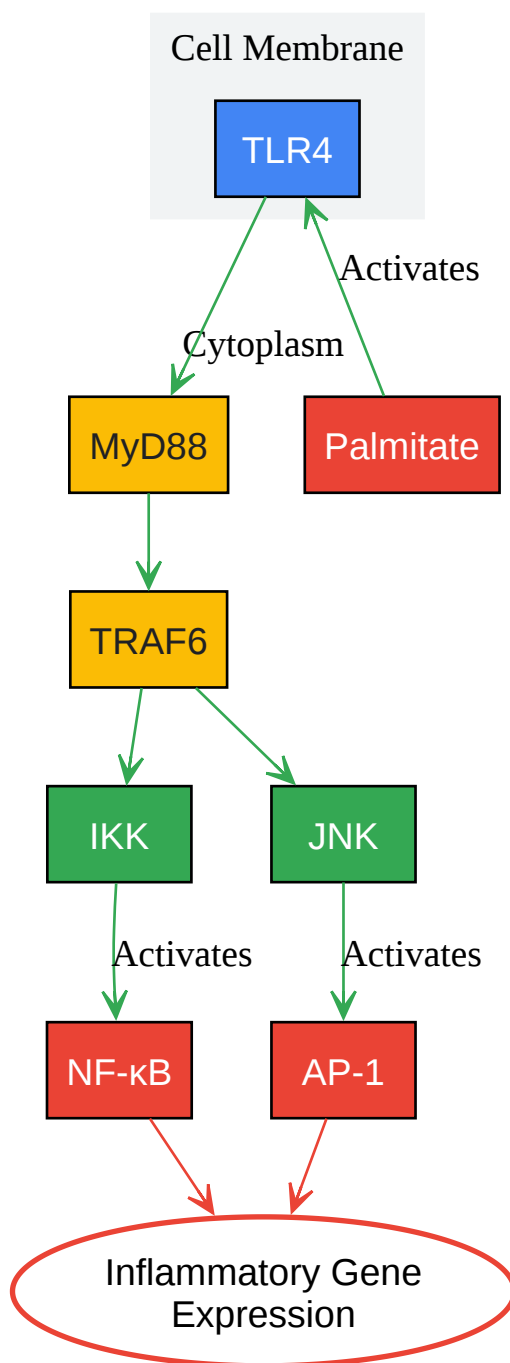 Cell Membrane
TLR4
Activates
Cytoplasm
MyD88
Palmitate
TRAF6
IKK
JNK
Activates
Activates
NF-κB
AP-1
Inflammatory Gene
Expression